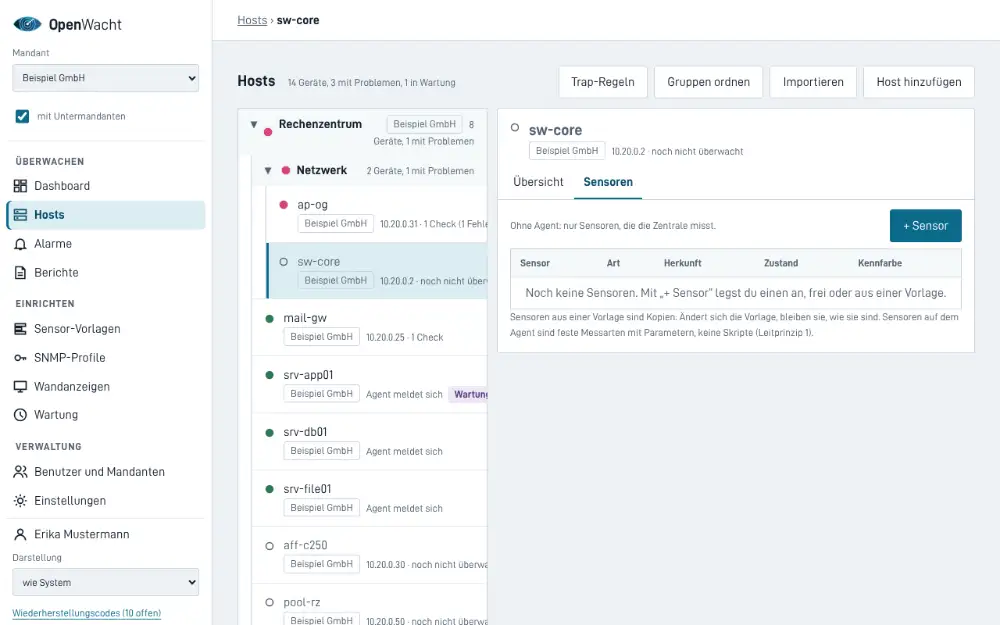 OpenWacht
Mandant
Beispiel GmbH
mit Untermandanten
ÜBERWACHEN
Dashboard
Hosts
Alarme
Berichte
EINRICHTEN
Sensor-Vorlagen
SNMP-Profile
Wandanzeigen
Wartung
VERWALTUNG
Benutzer und Mandanten
Einstellungen
Erika Mustermann
Darstellung
wie System
Wiederherstellungscodes (10 offen)
Hosts › sw-core
Hosts 14 Geräte, 3 mit Problemen, 1 in Wartung
Trap-Regeln Gruppen ordnen Importieren Host hinzufügen
Rechenzentrum Beispiel GmbH 8
Geräte, 1 mit Problemen
Netzwerk 2 Geräte, 1 mit Problemen
ap-og
Beispiel GmbH 10.20.0.31 · 1 Check (1 Fehle
sw-core
Beispiel GmbH 10.20.0.2 · noch nicht über
mail-gw
Beispiel GmbH 10.20.0.25 · 1 Check
srv-app01
Beispiel GmbH Agent meldet sich Wartung
srv-db01
Beispiel GmbH Agent meldet sich
srv-file01
Beispiel GmbH Agent meldet sich
aff-c250
Beispiel GmbH 10.20.0.30 · noch nicht überwa
pool-rz
Beispiel GmbH 10.20.0.50 · noch nicht überwa
sw-core
Beispiel GmbH 10.20.0.2 · noch nicht überwacht
Übersicht Sensoren
Ohne Agent: nur Sensoren, die die Zentrale misst.
+ Sensor
Sensor Art Herkunft Zustand Kennfarbe
Noch keine Sensoren. Mit „+ Sensor“ legst du einen an, frei oder aus einer Vorlage.
Sensoren aus einer Vorlage sind Kopien: Ändert sich die Vorlage, bleiben sie, wie sie sind. Sensoren auf dem
Agent sind feste Messarten mit Parametern, keine Skripte (Leitprinzip 1).